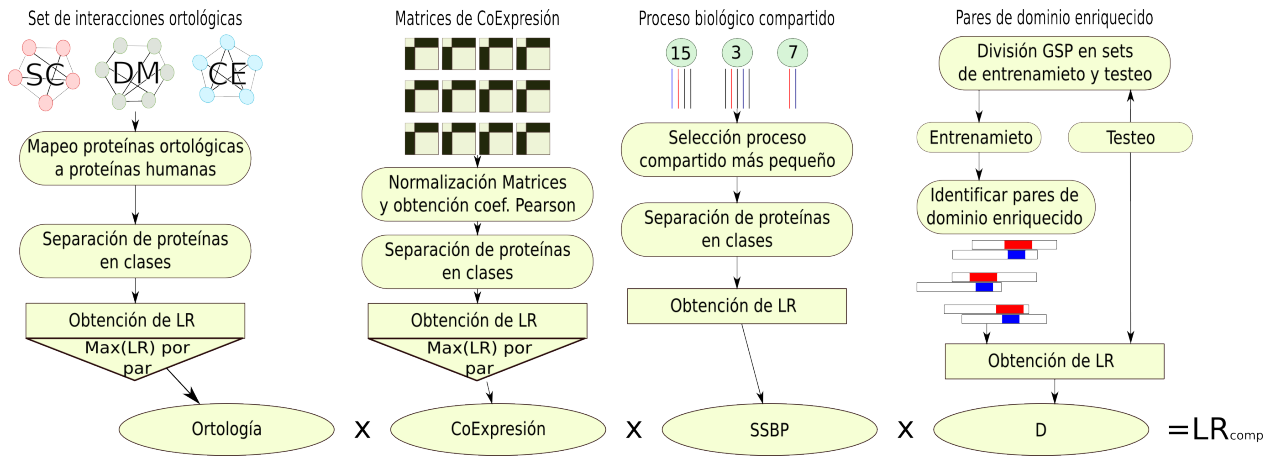 Set de interacciones ortológicas
SC
DM
CE
Mapeo proteínas ortológicas
a proteínas humanas
Separación de proteínas
en clases
Obtención de LR
Max(LR) por
par
Ortología
x
Matrices de CoExpresión
Normalización Matrices
y obtención coef. Pearson
Separación de proteínas
en clases
Obtención de LR
Max(LR) por
par
CoExpresión
x
Proceso biológico compartido
15
3
7
Selección proceso
compartido más pequeño
Separación de proteínas
en clases
Obtención de LR
SSBP
x
Pares de dominio enriquecido
División GSP en sets
de entrenamieto y testeo
Entrenamieto
Testeo
Identificar pares de
dominio enriquecido
Obtención de LR
D
=LRcomp